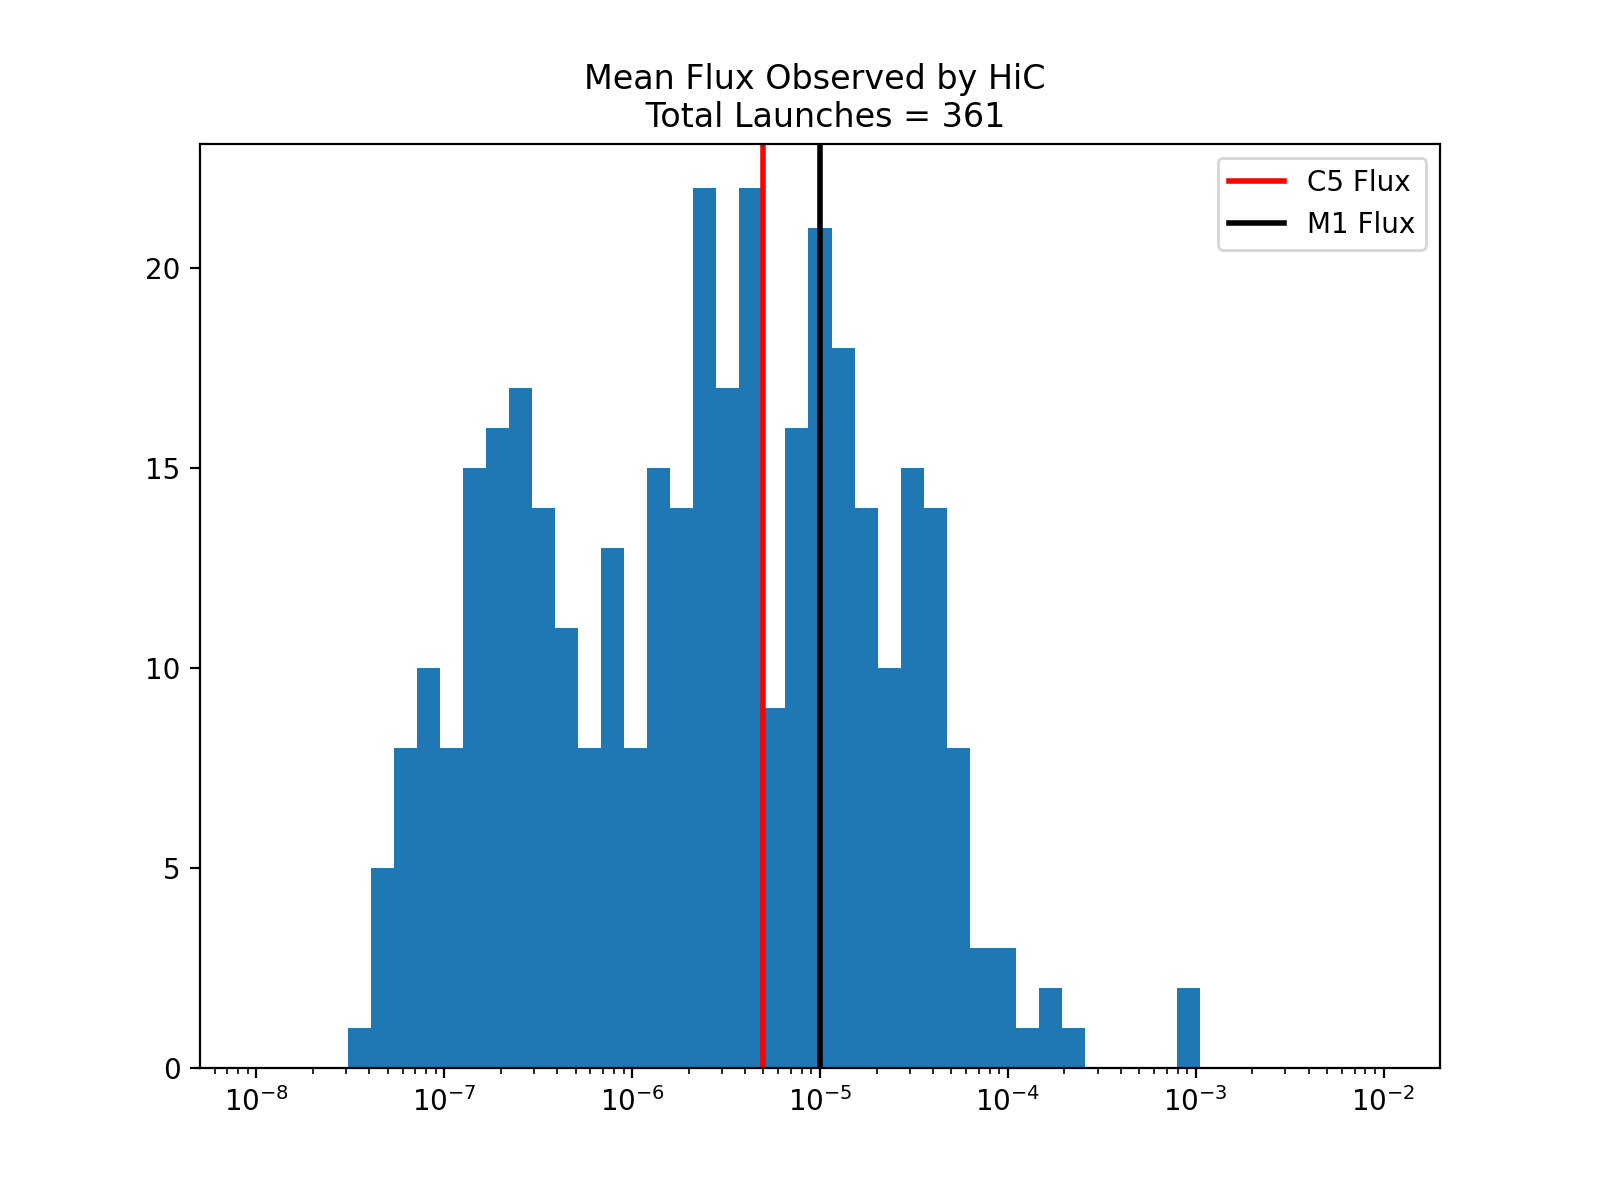 Mean Flux Observed by HiC
Total Launches = 361
C5 Flux
M1 Flux
20
15
10
5
0
10⁻⁸ 10⁻⁷ 10⁻⁶ 10⁻⁵ 10⁻⁴ 10⁻³ 10⁻²